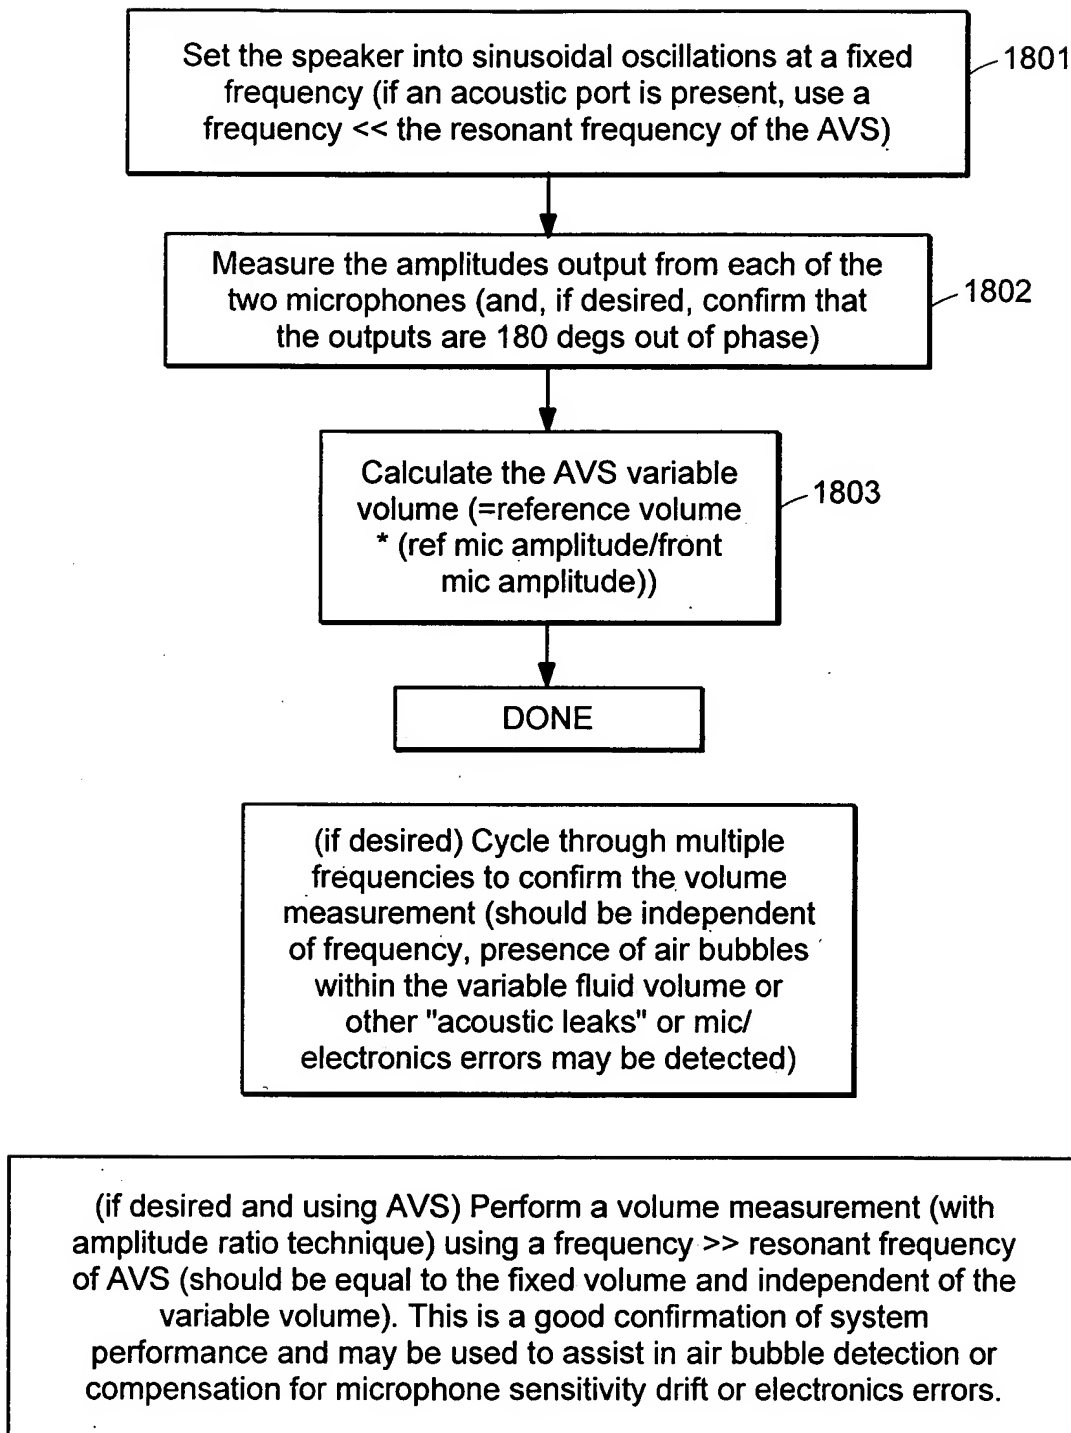 Set the speaker into sinusoidal oscillations at a fixed
frequency (if an acoustic port is present, use a
frequency << the resonant frequency of the AVS)
1801
Measure the amplitudes output from each of the
two microphones (and, if desired, confirm that
the outputs are 180 degs out of phase)
1802
Calculate the AVS variable
volume (=reference volume
* (ref mic amplitude/front
mic amplitude))
1803
DONE
(if desired) Cycle through multiple
frequencies to confirm the volume
measurement (should be independent
of frequency, presence of air bubbles
within the variable fluid volume or
other "acoustic leaks" or mic/
electronics errors may be detected)
(if desired and using AVS) Perform a volume measurement (with
amplitude ratio technique) using a frequency >> resonant frequency
of AVS (should be equal to the fixed volume and independent of the
variable volume). This is a good confirmation of system
performance and may be used to assist in air bubble detection or
compensation for microphone sensitivity drift or electronics errors.